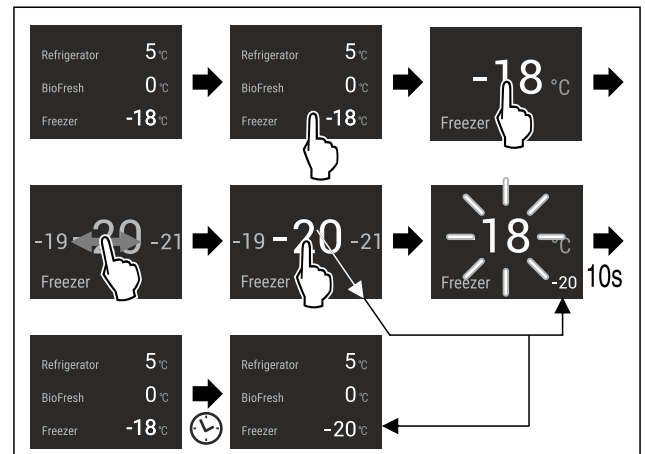 Refrigerator 5 °C
BioFresh 0 °C
Freezer -18 °C
Refrigerator 5 °C
BioFresh 0 °C
Freezer -18 °C
-18 °C
Freezer
-19 -20 -21
Freezer
-19 -20 -21
Freezer
-18 °C
Freezer -20
10s
Refrigerator 5 °C
BioFresh 0 °C
Freezer -18 °C
Refrigerator 5 °C
BioFresh 0 °C
Freezer -20 °C